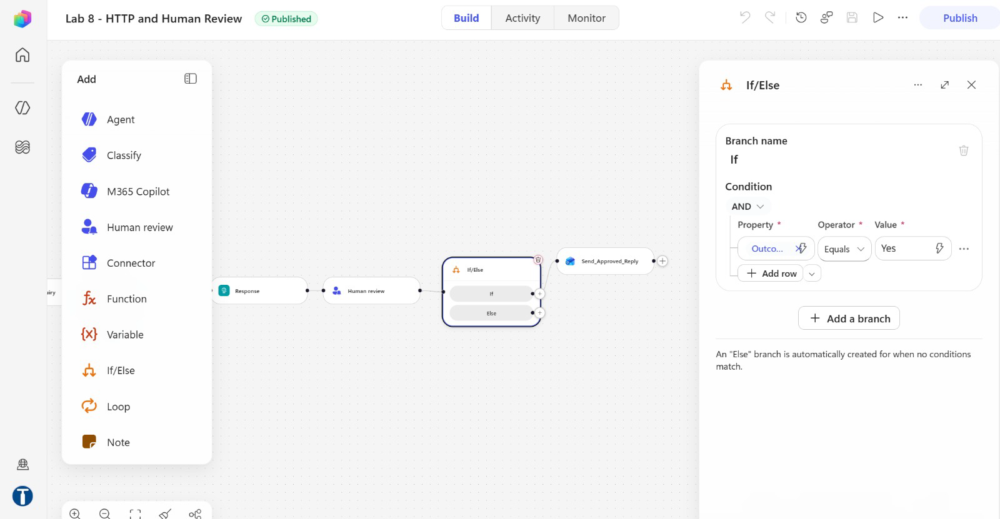 Lab 8 - HTTP and Human Review
Published
Build
Activity
Monitor
Publish
Add
Agent
Classify
M365 Copilot
Human review
Connector
Function
Variable
If/Else
Loop
Note
uiry
Response
Human review
If/Else
If
Else
Send_Approved_Reply
If/Else
Branch name
If
Condition
AND
Property *
Operator *
Value *
Outco...
Equals
Yes
Add row
Add a branch
An "Else" branch is automatically created for when no conditions
match.